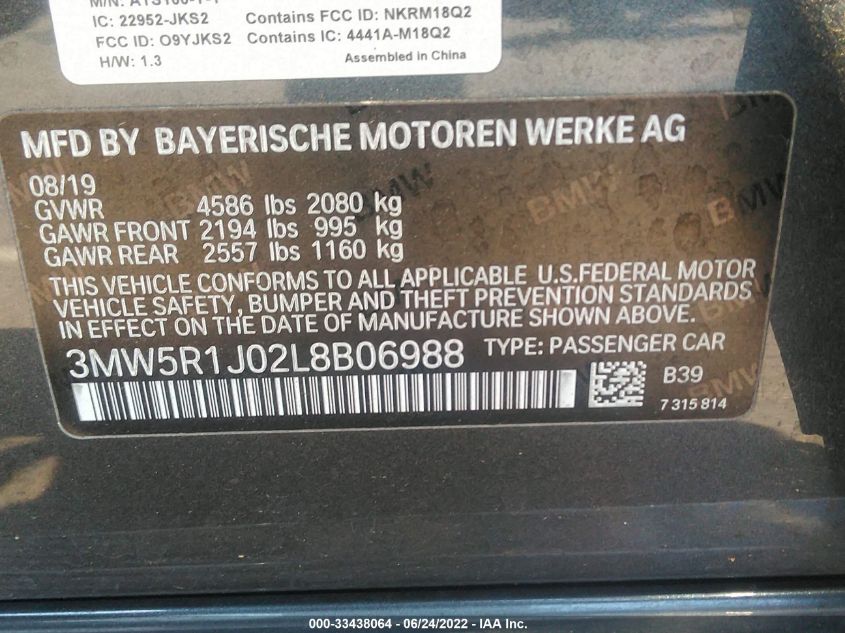 IC: 22952-JKS2 Contains FCC ID: NKRM18Q2
FCC ID: O9YJKS2 Contains IC: 4441A-M18Q2
H/W: 1.3 Assembled in China
MFD BY BAYERISCHE MOTOREN WERKE AG
08/19
GVWR 4586 lbs 2080 kg
GAWR FRONT 2194 lbs 995 kg
GAWR REAR 2557 lbs 1160 kg
THIS VEHICLE CONFORMS TO ALL APPLICABLE U.S.FEDERAL MOTOR
VEHICLE SAFETY, BUMPER AND THEFT PREVENTION STANDARDS
IN EFFECT ON THE DATE OF MANUFACTURE SHOWN ABOVE.
3MW5R1J02L8B06988 TYPE: PASSENGER CAR
B39
7 315 814
BMW
BMW
BMW
BMW
000-33438064 - 06/24/2022 - IAA Inc.